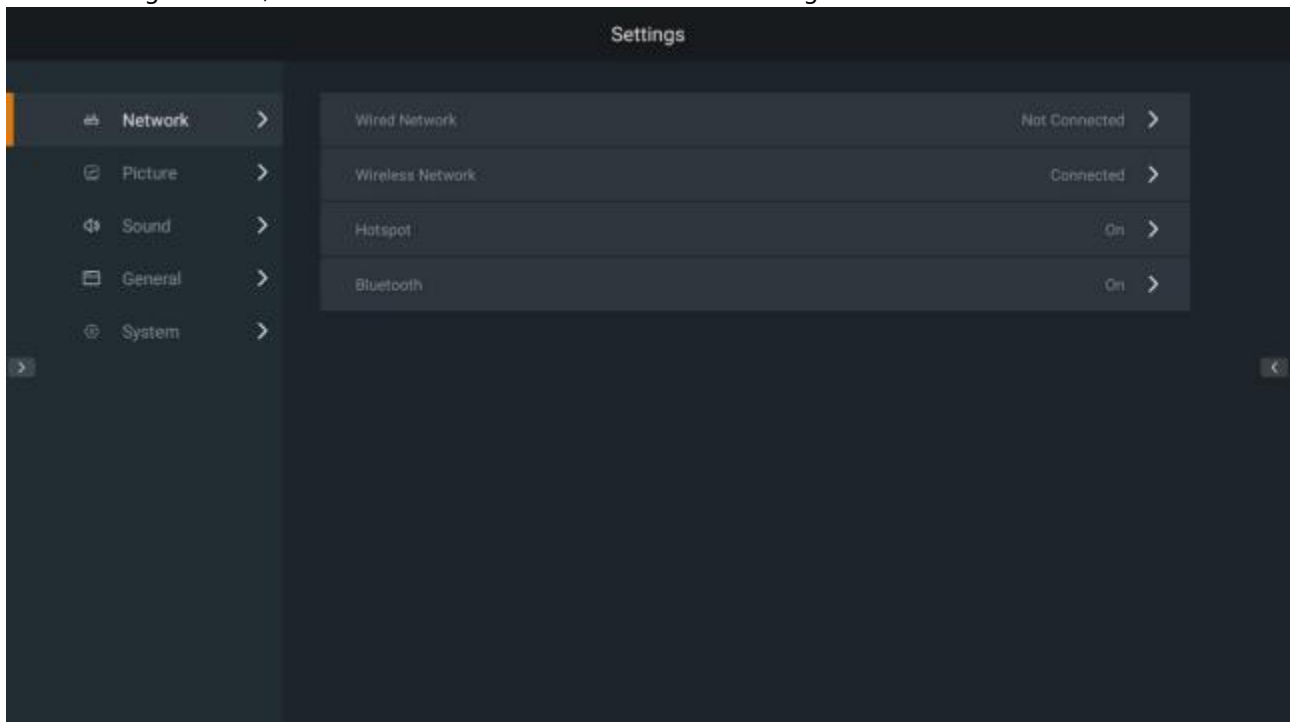 Settings
Network
Wired Network Not Connected
Picture
Wireless Network Connected
Sound
Hotspot On
General
Bluetooth On
System